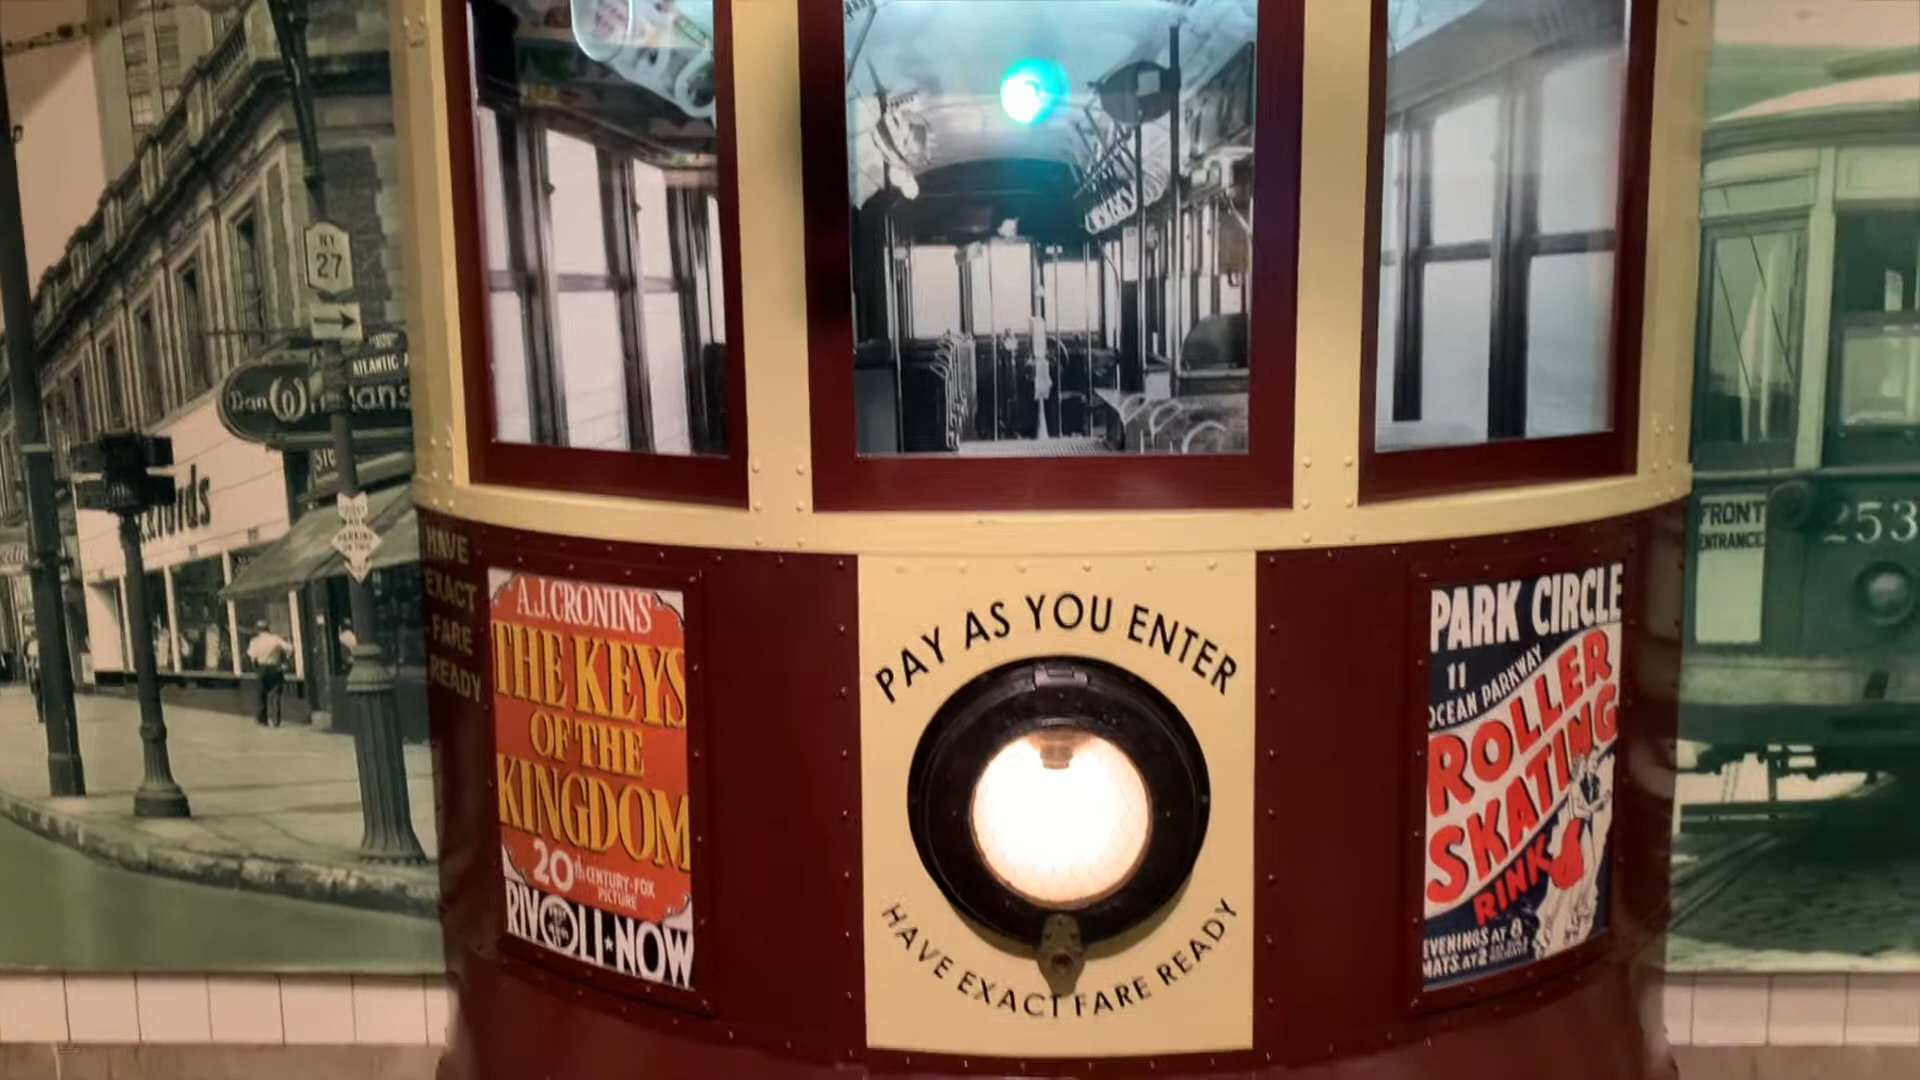 NY
27
ATLANTIC A
Dan
HAVE
EXACT
FARE
READY
A.J.CRONIN'S
THE KEYS
OF THE
KINGDOM
20th CENTURY-FOX
PICTURE
RIVOLI★NOW
PAY AS YOU ENTER
HAVE EXACT FARE READY
PARK CIRCLE
11
OCEAN PARKWAY
ROLLER
SKATING
RINK
EVENINGS AT 8
MATS. AT 2
FRONT
ENTRANCE
253